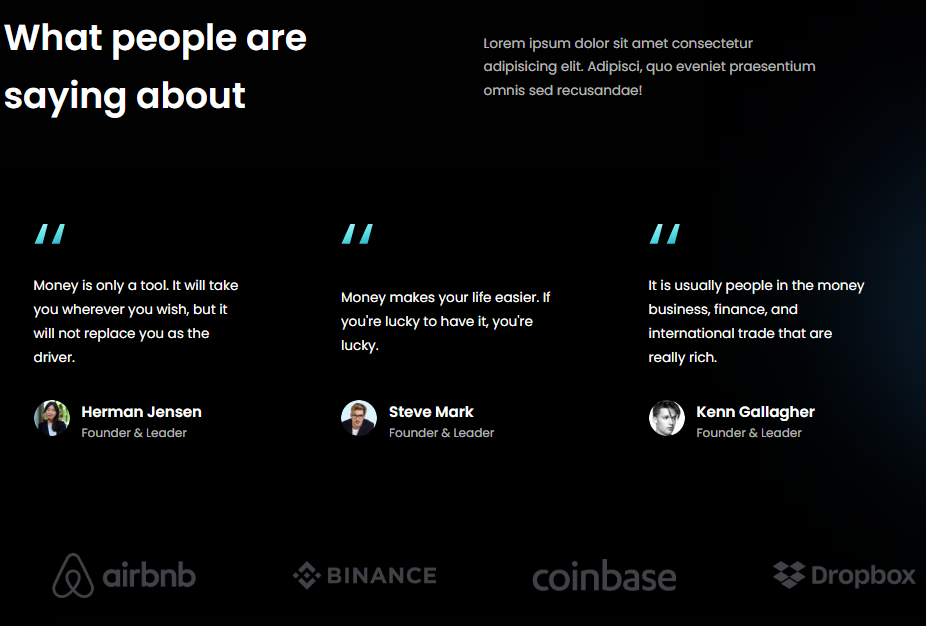 What people are
saying about
Lorem ipsum dolor sit amet consectetur
adipisicing elit. Adipisci, quo eveniet praesentium
omnis sed recusandae!
Money is only a tool. It will take
you wherever you wish, but it
will not replace you as the
driver.
Herman Jensen
Founder & Leader
Money makes your life easier. If
you're lucky to have it, you're
lucky.
Steve Mark
Founder & Leader
It is usually people in the money
business, finance, and
international trade that are
really rich.
Kenn Gallagher
Founder & Leader
airbnb
BINANCE
coinbase
Dropbox